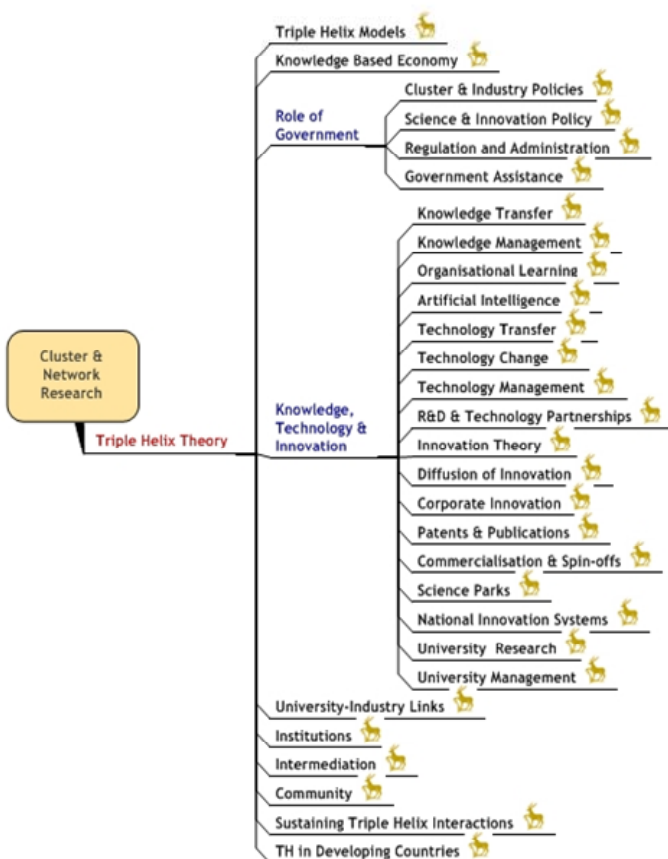 Triple Helix Models
Knowledge Based Economy
Cluster & Industry Policies
Role of
Government
Science & Innovation Policy
Regulation and Administration
Government Assistance
Knowledge Transfer
Knowledge Management
Organisational Learning
Artificial Intelligence
Technology Transfer
Cluster &
Network
Research
Technology Change
Technology Management
Knowledge,
Technology &
Innovation
R&D & Technology Partnerships
Triple Helix Theory
Innovation Theory
Diffusion of Innovation
Corporate Innovation
Patents & Publications
Commercialisation & Spin-offs
Science Parks
National Innovation Systems
University Research
University Management
University-Industry Links
Institutions
Intermediation
Community
Sustaining Triple Helix Interactions
TH in Developing Countries